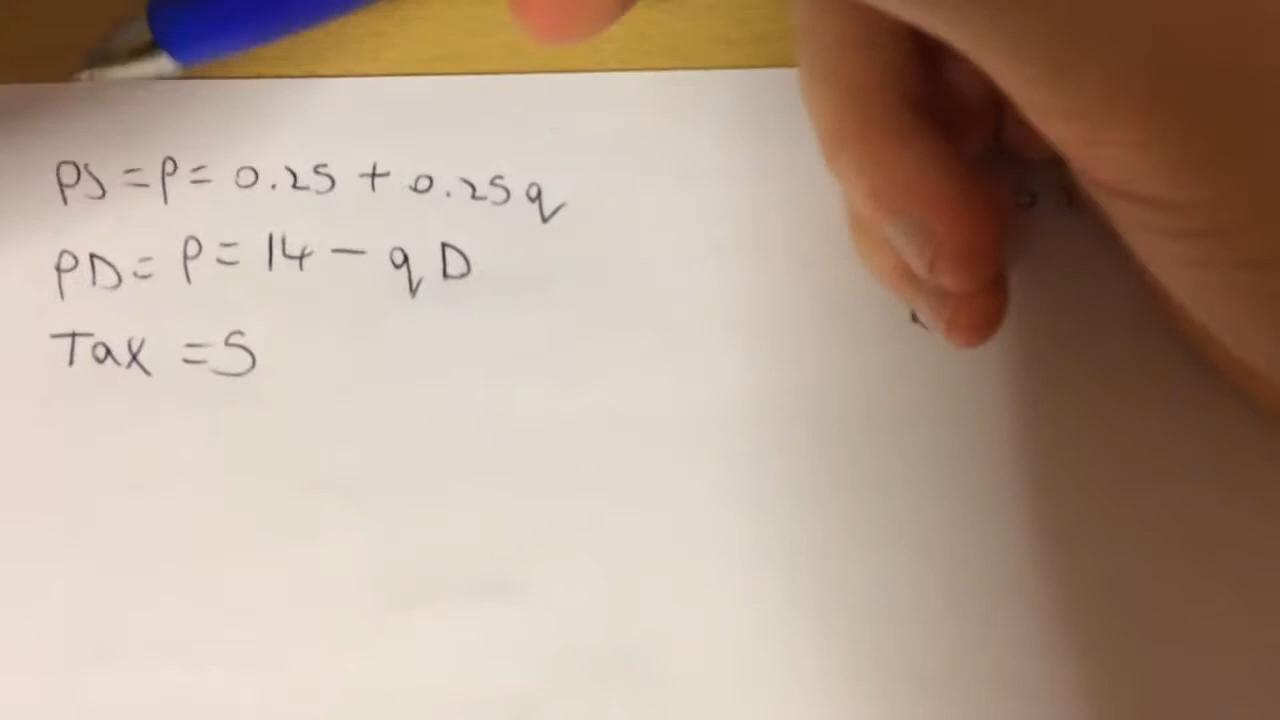 PS = P = 0.25 + 0.25q
PD = P = 14 - qD
Tax = 5